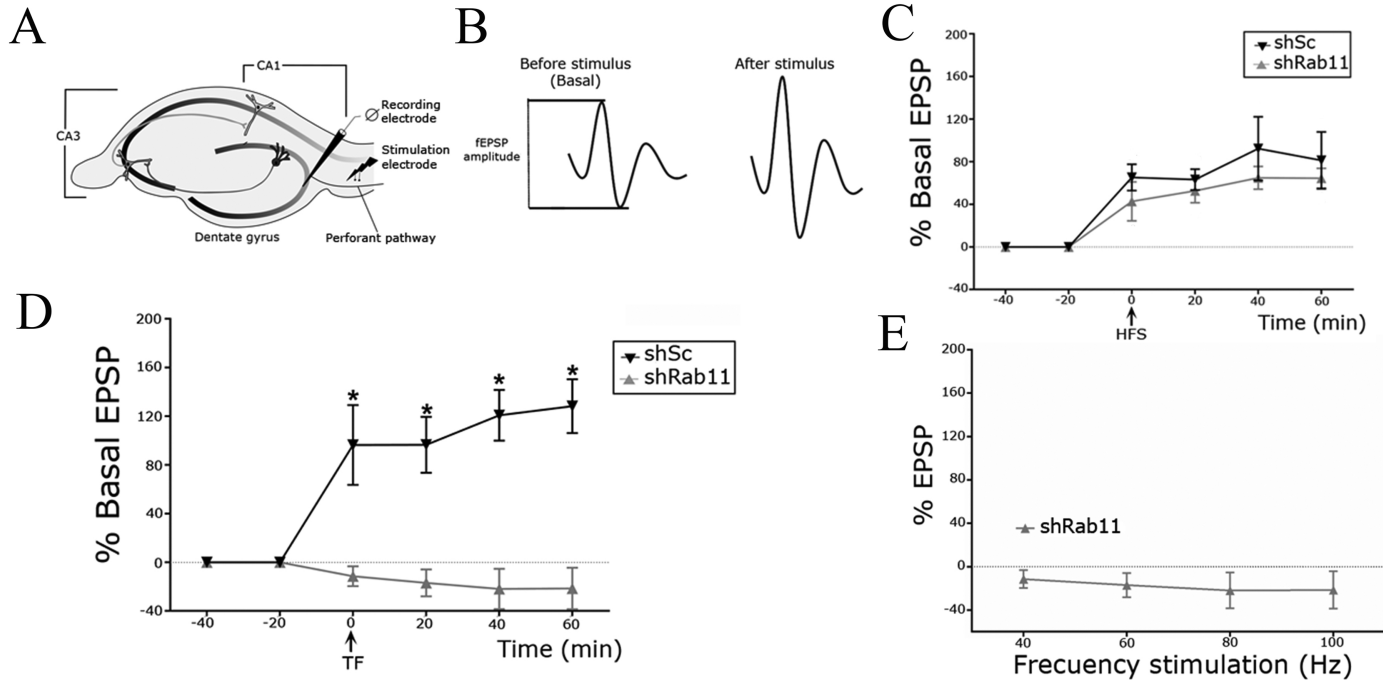 A
CA1
CA3
Recording
electrode
Stimulation
electrode
Dentate gyrus
Perforant pathway
B
Before stimulus
(Basal)
After stimulus
fEPSP
amplitude
C
% Basal EPSP
200
160
120
80
40
0
-40
-40
-20
0
20
40
60
HFS
Time (min)
shSc
shRab11
D
% Basal EPSP
200
160
120
80
40
0
-40
*
*
*
*
-40
-20
0
20
40
60
TF
Time (min)
shSc
shRab11
E
% EPSP
200
160
120
80
40
0
-40
shRab11
40
60
80
100
Frecuency stimulation (Hz)